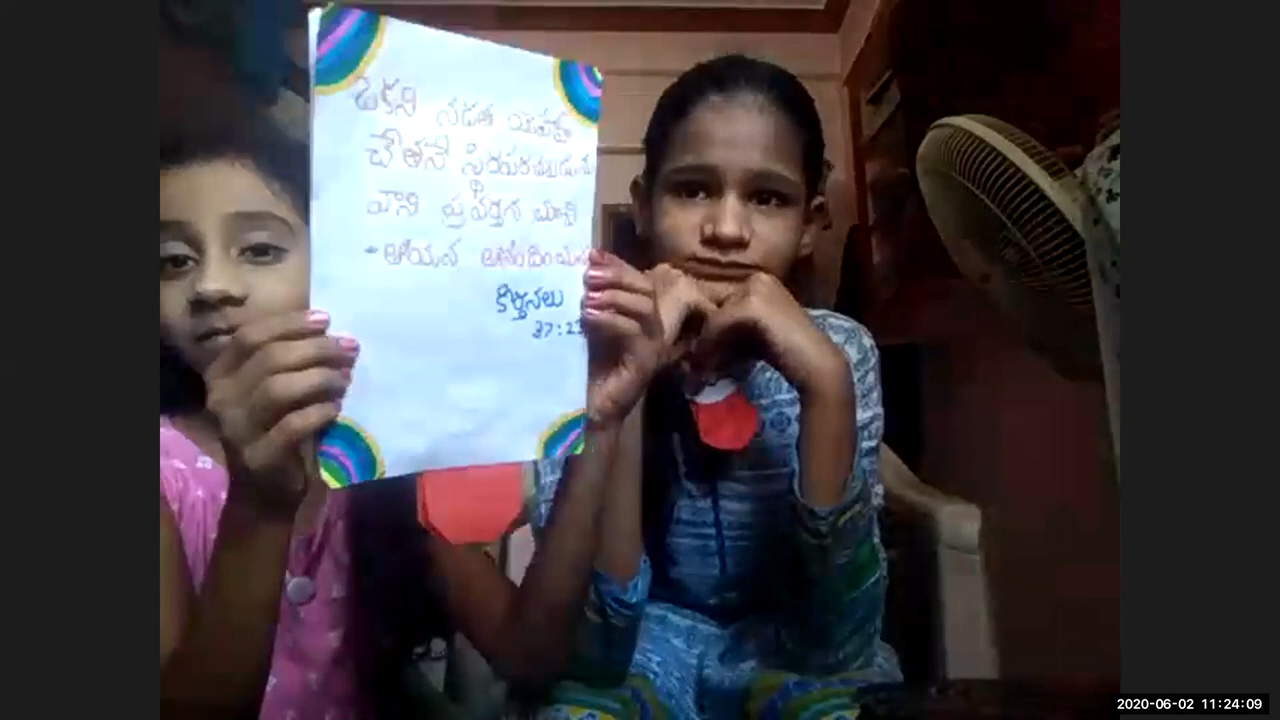 ఒకని నడత యెహోవా
చేతనే స్థిరపరచబడును
వాని ప్రవర్తన చూచి
- ఆయన ఆనందించును
కీర్తనలు
37:23
2020-06-02 11:24:09